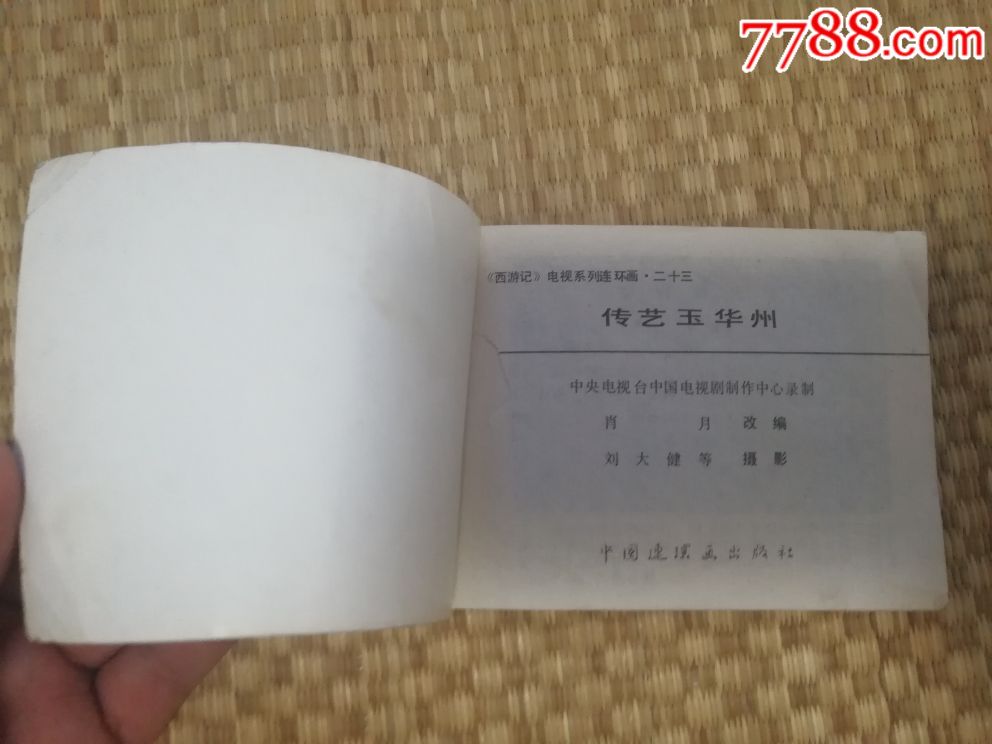 7788.com
《西游记》电视系列连环画·二十三
传艺玉华州
中央电视台中国电视剧制作中心录制
肖月 改编
刘大健等 摄影
中国连环画出版社